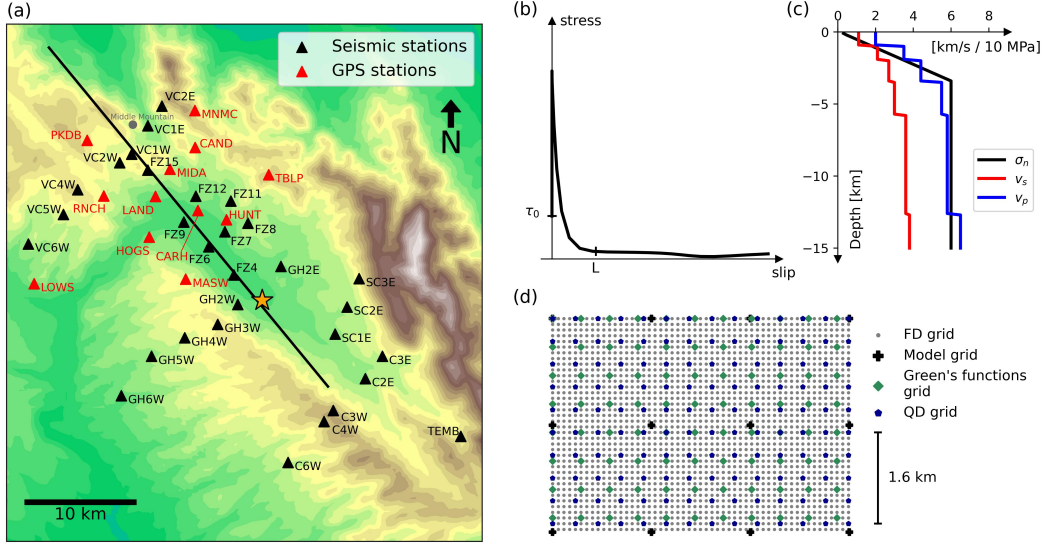 (a)
Seismic stations
GPS stations
N
VC2E
MNMC
Middle Mountain
VC1E
PKDB
CAND
VC1W
VC2W
FZ15
MIDA
TBLP
VC4W
RNCH
LAND
FZ12
FZ11
VC5W
HUNT
FZ9
FZ8
FZ7
VC6W
HOGS
CARH
FZ6
FZ4
GH2E
LOWS
MASW
SC3E
GH2W
SC2E
GH3W
SC1E
GH4W
GH5W
C3E
C2E
GH6W
C3W
C4W
TEMB
C6W
10 km
(b)
stress
τ0
L
slip
(c)
0 2 4 6 8
[km/s / 10 MPa]
0
−5
−10
−15
Depth [km]
σn
vs
vp
(d)
FD grid
Model grid
Green's functions
grid
QD grid
1.6 km